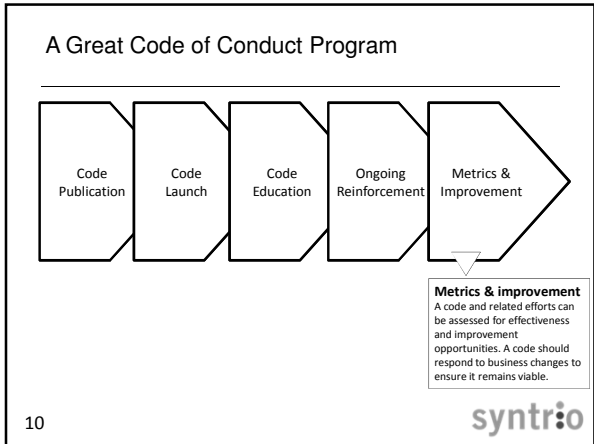 A Great Code of Conduct Program
Code
Publication
Code
Launch
Code
Education
Ongoing
Reinforcement
Metrics &
Improvement
Metrics & improvement
A code and related efforts can
be assessed for effectiveness
and improvement
opportunities. A code should
respond to business changes to
ensure it remains viable.
10
syntrio